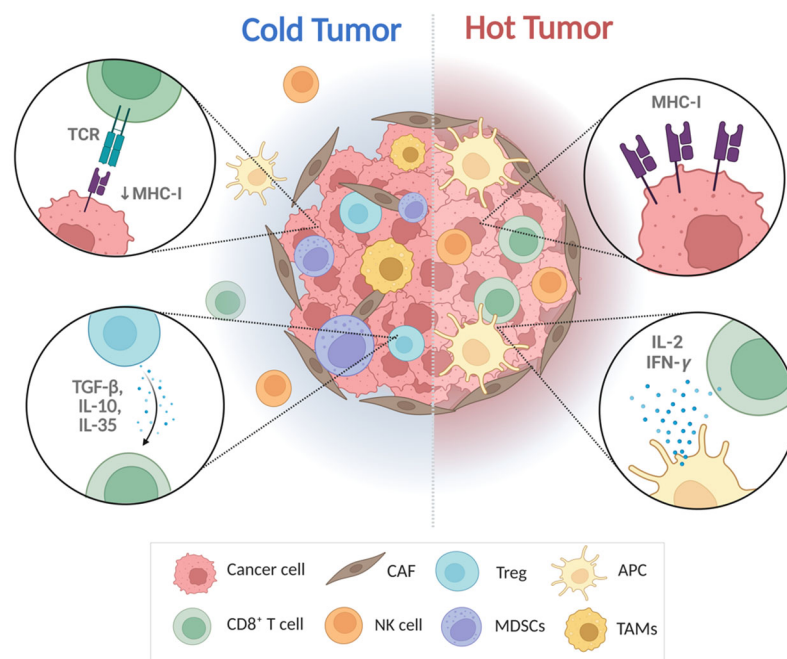 Cold Tumor
Hot Tumor
TCR
↓MHC-I
MHC-I
TGF-β,
IL-10,
IL-35
IL-2
IFN-γ
Cancer cell
CAF
Treg
APC
CD8⁺ T cell
NK cell
MDSCs
TAMs